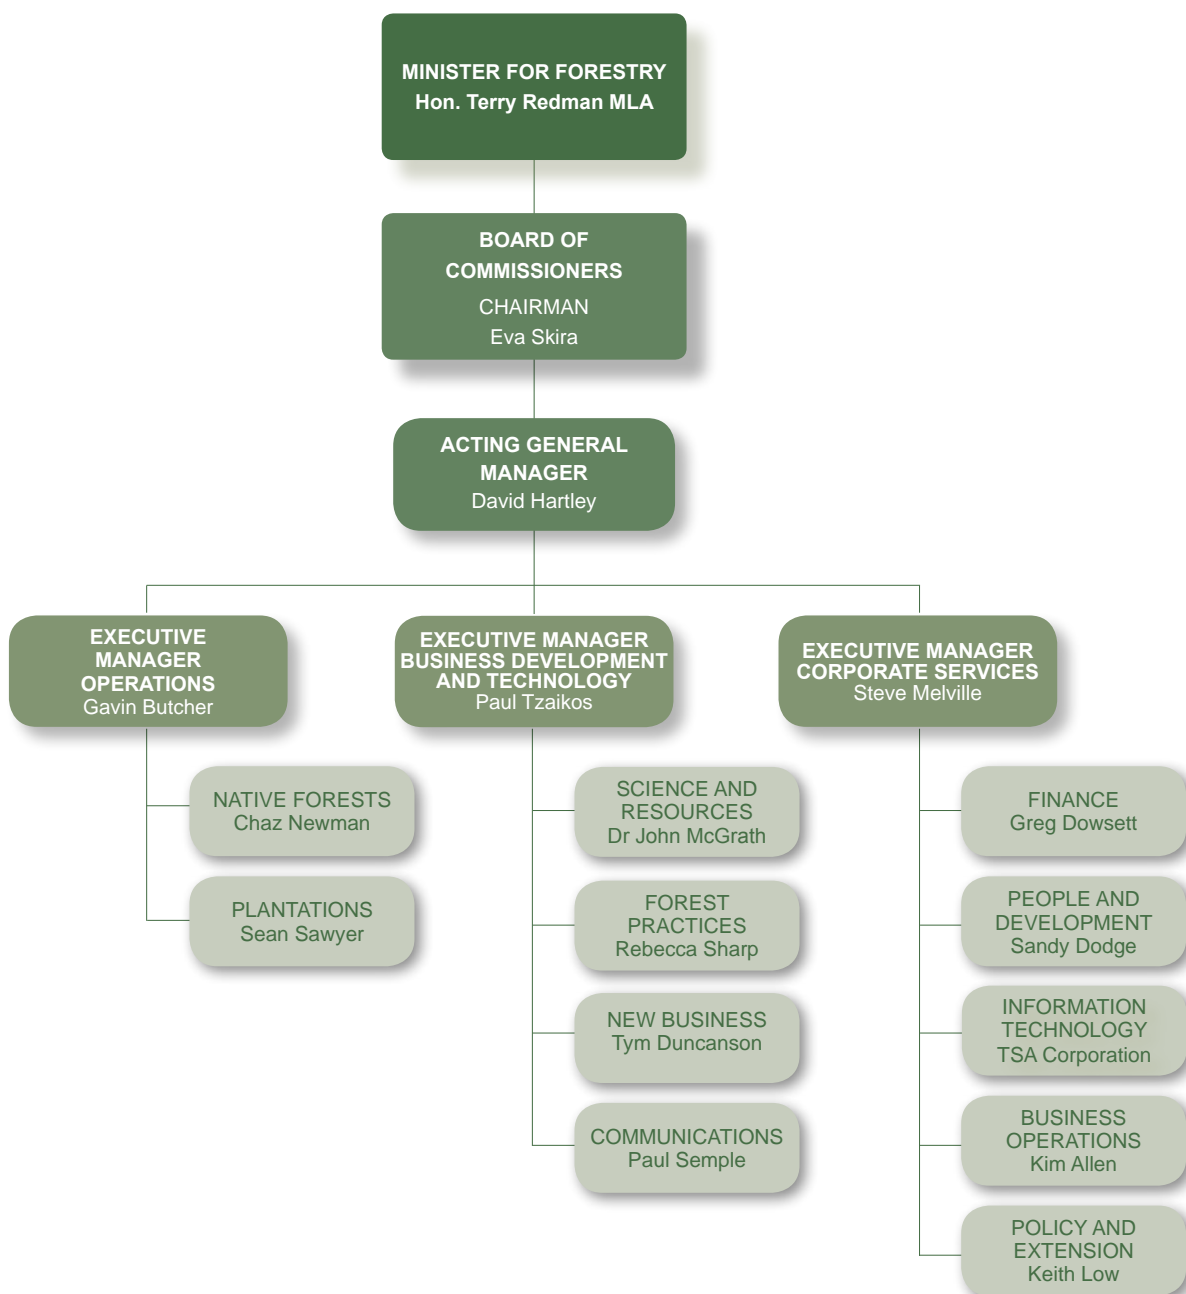 MINISTER FOR FORESTRY
Hon. Terry Redman MLA
BOARD OF
COMMISSIONERS
CHAIRMAN
Eva Skira
ACTING GENERAL
MANAGER
David Hartley
EXECUTIVE
MANAGER
OPERATIONS
Gavin Butcher
NATIVE FORESTS
Chaz Newman
PLANTATIONS
Sean Sawyer
EXECUTIVE MANAGER
BUSINESS DEVELOPMENT
AND TECHNOLOGY
Paul Tzaikos
SCIENCE AND
RESOURCES
Dr John McGrath
FOREST
PRACTICES
Rebecca Sharp
NEW BUSINESS
Tym Duncanson
COMMUNICATIONS
Paul Semple
EXECUTIVE MANAGER
CORPORATE SERVICES
Steve Melville
FINANCE
Greg Dowsett
PEOPLE AND
DEVELOPMENT
Sandy Dodge
INFORMATION
TECHNOLOGY
TSA Corporation
BUSINESS
OPERATIONS
Kim Allen
POLICY AND
EXTENSION
Keith Low